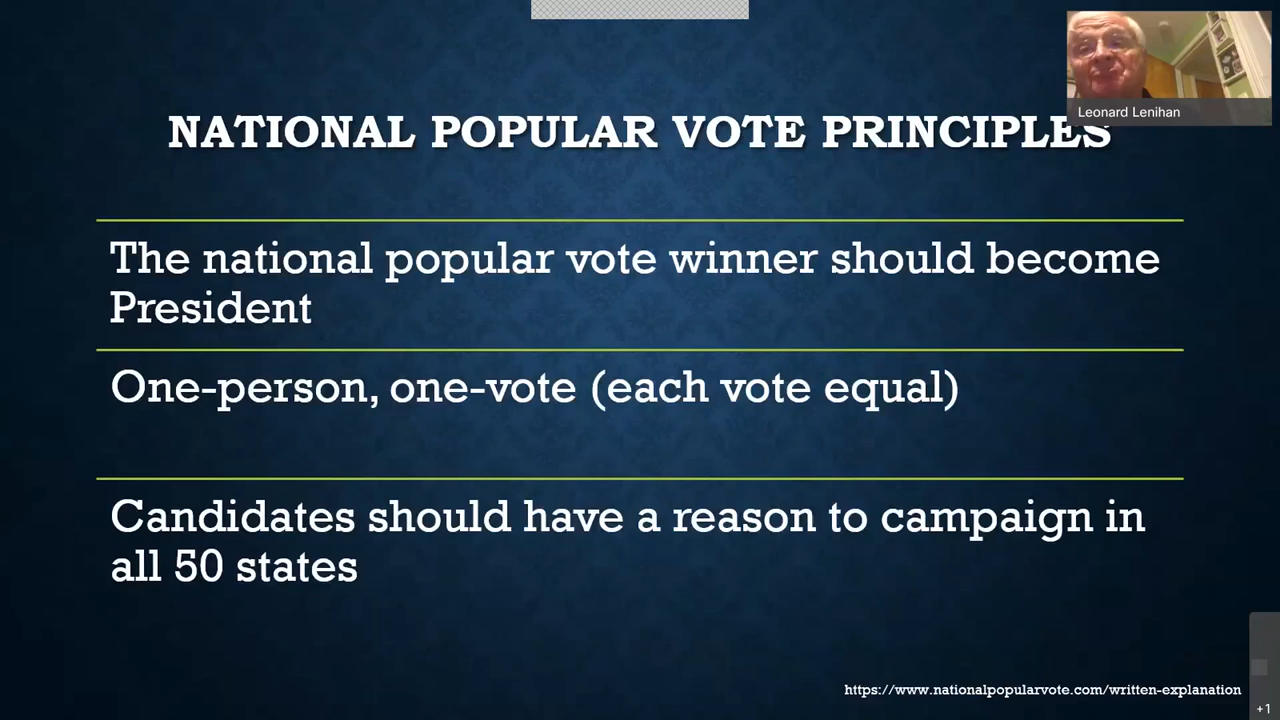 Leonard Lenihan
NATIONAL POPULAR VOTE PRINCIPLES
The national popular vote winner should become
President
One-person, one-vote (each vote equal)
Candidates should have a reason to campaign in
all 50 states
https://www.nationalpopularvote.com/written-explanation
+1